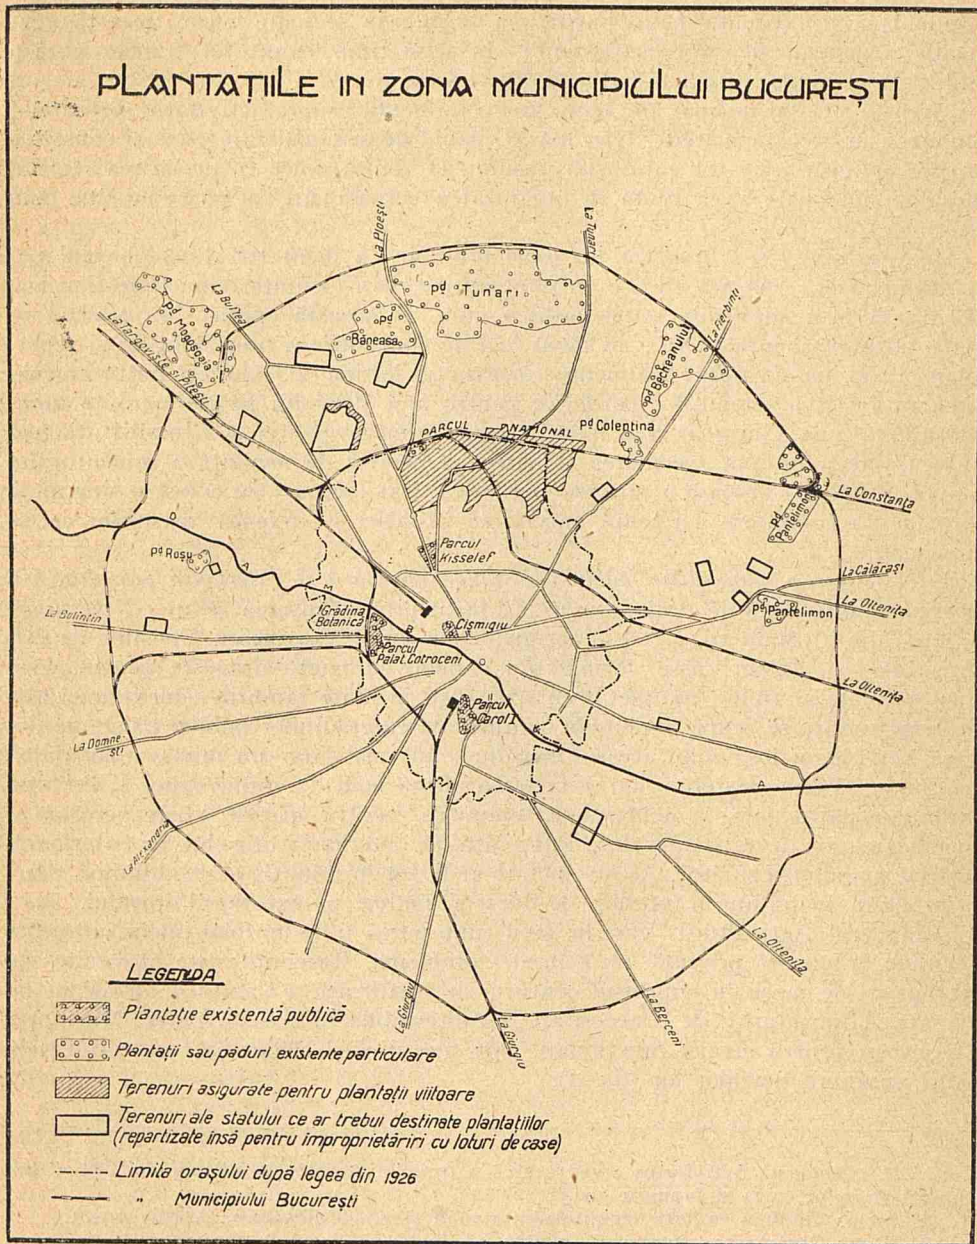 PLANTAȚIILE IN ZONA MUNICIPIULUI BUCUREȘTI
La Ploești
La Tunari
pd Tunari
La Buftea
pd Mogoșoaia
pd Băneasa
La Fierbinți
La Târgoviște și Pitești
pd Becheanului
PARCUL NAȚIONAL
pd Colentina
La Constanța
pd Pantelimon
pd Roșu
D A M B O V I T A
Parcul
Kisselef
La Călărași
La Oltenița
La Bolintin
Grădina
Botanica
Cișmigiu
pd Pantelimon
Parcul
Palat. Cotroceni
La Oltenița
Parcul
Carol I
La Domnești
La Alexandria
La Oltenița
La Giurgiu
La Giurgiu
La Berceni
LEGENDA
Plantație existentă publică
Plantații sau păduri existente particulare
Terenuri asigurate pentru plantații viitoare
Terenuri ale statului ce ar trebui destinate plantațiilor
(repartizate însă pentru improprietăriri cu loturi de case)
Limita orașului după legea din 1926
„ Municipiului București